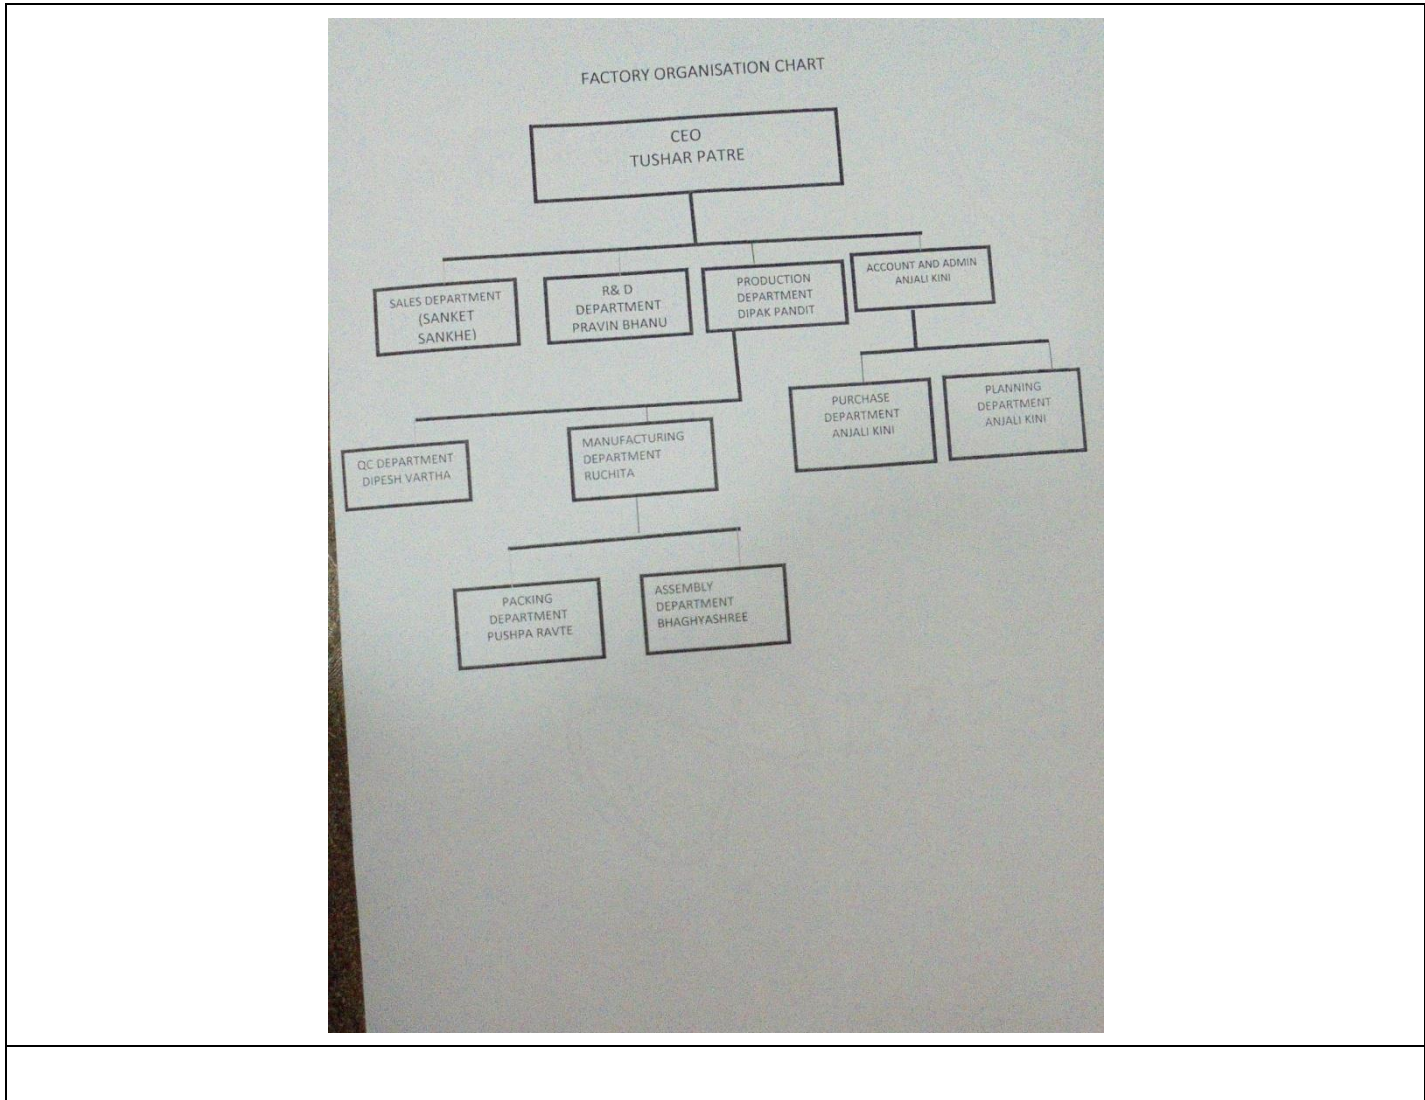 FACTORY ORGANISATION CHART
CEO
TUSHAR PATRE
SALES DEPARTMENT
(SANKET
SANKHE)
R& D
DEPARTMENT
PRAVIN BHANU
PRODUCTION
DEPARTMENT
DIPAK PANDIT
ACCOUNT AND ADMIN
ANJALI KINI
QC DEPARTMENT
DIPESH VARTHA
MANUFACTURING
DEPARTMENT
RUCHITA
PURCHASE
DEPARTMENT
ANJALI KINI
PLANNING
DEPARTMENT
ANJALI KINI
PACKING
DEPARTMENT
PUSHPA RAVTE
ASSEMBLY
DEPARTMENT
BHAGHYASHREE